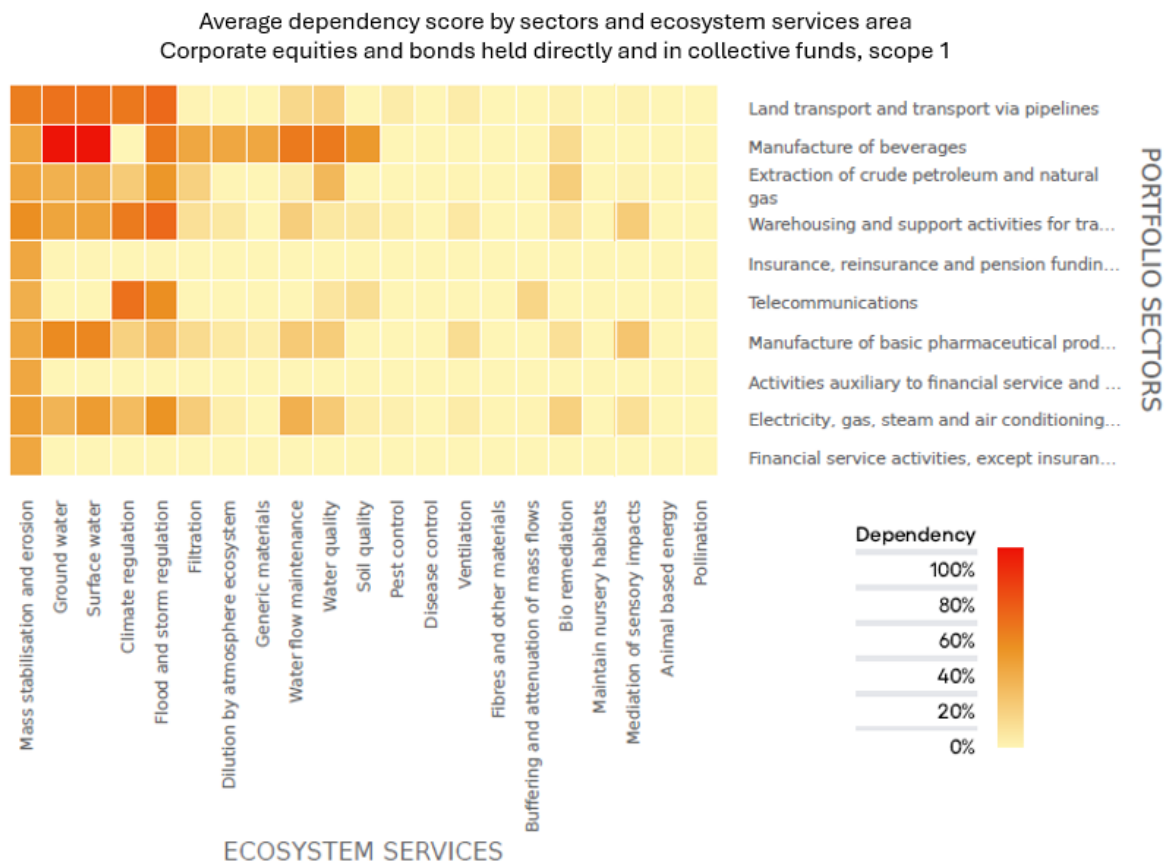 Average dependency score by sectors and ecosystem services area
Corporate equities and bonds held directly and in collective funds, scope 1
Land transport and transport via pipelines
Manufacture of beverages
Extraction of crude petroleum and natural
gas
Warehousing and support activities for tra...
Insurance, reinsurance and pension fundin...
Telecommunications
Manufacture of basic pharmaceutical prod...
Activities auxiliary to financial service and ...
Electricity, gas, steam and air conditioning...
Financial service activities, except insuran...
PORTFOLIO SECTORS
Mass stabilisation and erosion
Ground water
Surface water
Climate regulation
Flood and storm regulation
Filtration
Dilution by atmosphere ecosystem
Generic materials
Water flow maintenance
Water quality
Soil quality
Pest control
Disease control
Ventilation
Fibres and other materials
Buffering and attenuation of mass flows
Bio remediation
Maintain nursery habitats
Mediation of sensory impacts
Animal based energy
Pollination
ECOSYSTEM SERVICES
Dependency
100%
80%
60%
40%
20%
0%